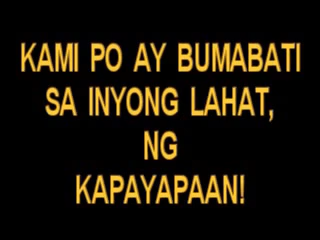 KAMI PO AY BUMABATI
SA INYONG LAHAT,
NG
KAPAYAPAAN!